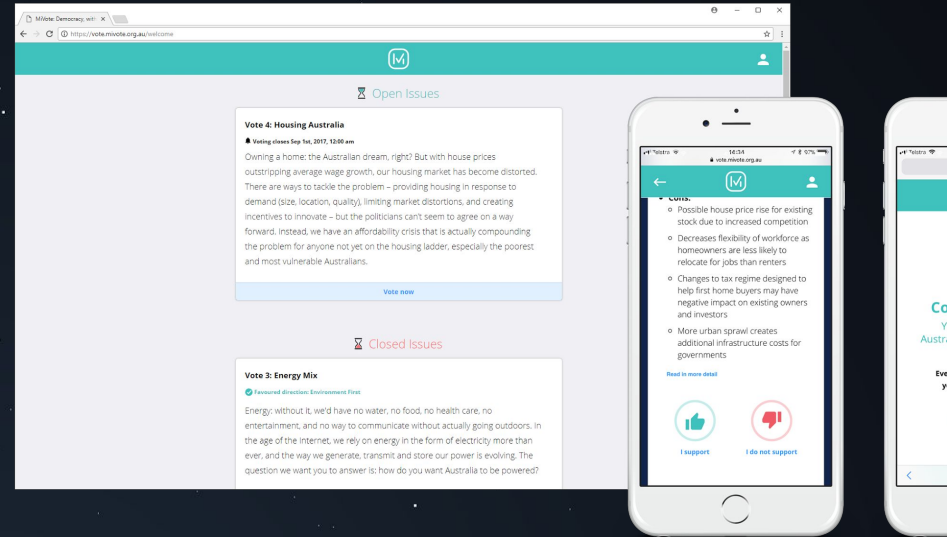 MiVote: Democracy, with
https://vote.mivote.org.au/welcome
Open Issues
Vote 4: Housing Australia
Voting closes Sep 1st, 2017, 12:00 am
Owning a home: the Australian dream, right? But with house prices
outstripping average wage growth, our housing market has become distorted.
There are ways to tackle the problem – providing housing in response to
demand (size, location, quality), limiting market distortions, and creating
incentives to innovate – but the politicians can't seem to agree on a way
forward. Instead, we have an affordability crisis that is actually compounding
the problem for anyone not yet on the housing ladder, especially the poorest
and most vulnerable Australians.
Vote now
Closed Issues
Vote 3: Energy Mix
Favoured direction: Environment First
Energy: without it, we'd have no water, no food, no health care, no
entertainment, and no way to communicate without actually going outdoors. In
the age of the internet, we rely on energy in the form of electricity more than
ever, and the way we generate, transmit and store our power is evolving. The
question we want you to answer is: how do you want Australia to be powered?
Telstra 14:34 97%
vote.mivote.org.au
Cons:
Possible house price rise for existing
stock due to increased competition
Decreases flexibility of workforce as
homeowners are less likely to
relocate for jobs than renters
Changes to tax regime designed to
help first home buyers may have
negative impact on existing owners
and investors
More urban sprawl creates
additional infrastructure costs for
governments
Read in more detail
I support
I do not support
Telstra
Co
Y
Austra
Eve
y